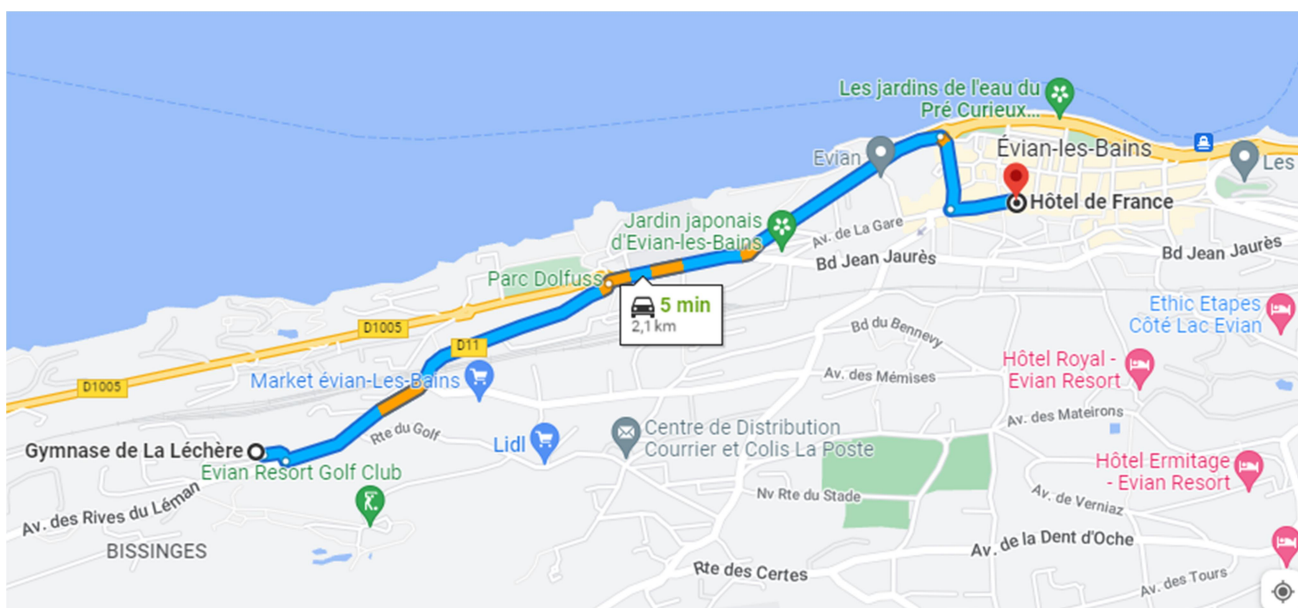 Les jardins de l'eau du
Pré Curieux...
Evian
Évian-les-Bains
Les
Hôtel de France
Jardin japonais
d'Evian-les-Bains
Av. de La Gare
Bd Jean Jaurès
Bd Jean Jaurès
Parc Dolfuss
5 min
2,1 km
D1005
D11
D1005
Ethic Etapes
Côté Lac Evian
Bd du Bennevy
Hôtel Royal -
Evian Resort
Market évian-Les-Bains
Av. des Mémises
Av. des Mateirons
Rte du Golf
Lidl
Centre de Distribution
Courrier et Colis La Poste
Gymnase de La Léchère
Evian Resort Golf Club
Hôtel Ermitage
- Evian Resort
Nv Rte du Stade
Av. de Verniaz
Av. des Rives du Léman
BISSINGES
Av. de la Dent d'Oche
Rte des Certes
Av. des Tours